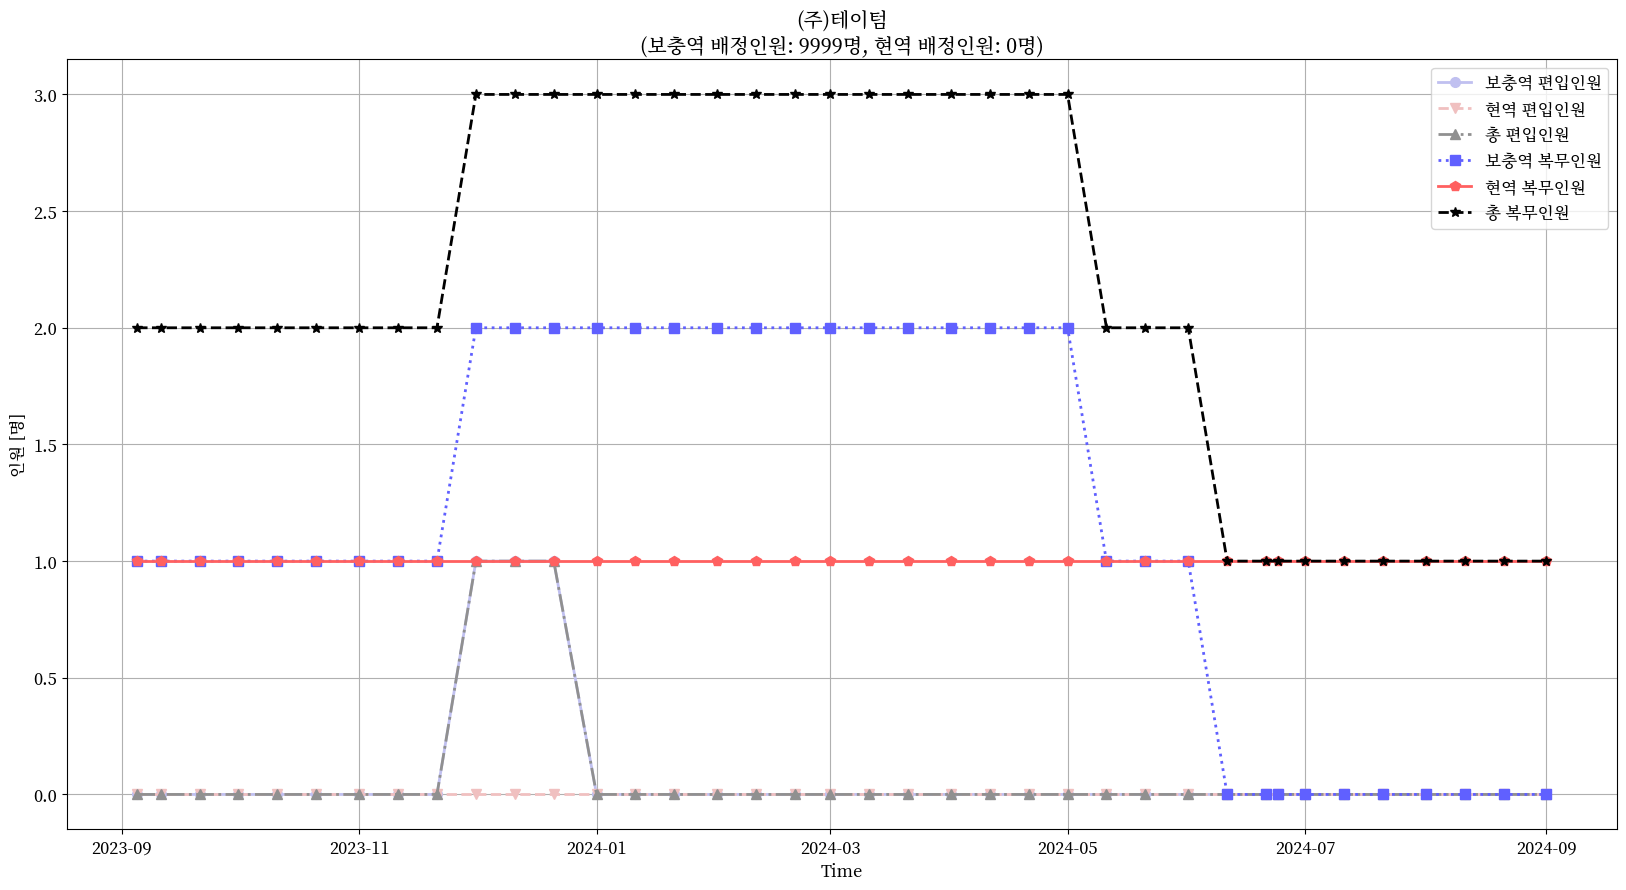 (주)테이텀
(보충역 배정인원: 9999명, 현역 배정인원: 0명)
보충역 편입인원
현역 편입인원
총 편입인원
보충역 복무인원
현역 복무인원
총 복무인원
인원 [명]
3.0
2.5
2.0
1.5
1.0
0.5
0.0
2023-09
2023-11
2024-01
2024-03
2024-05
2024-07
2024-09
Time